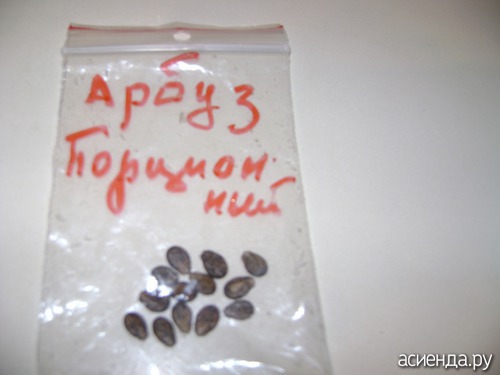 Арбуз
Порцион-
ный
асиенда.ру